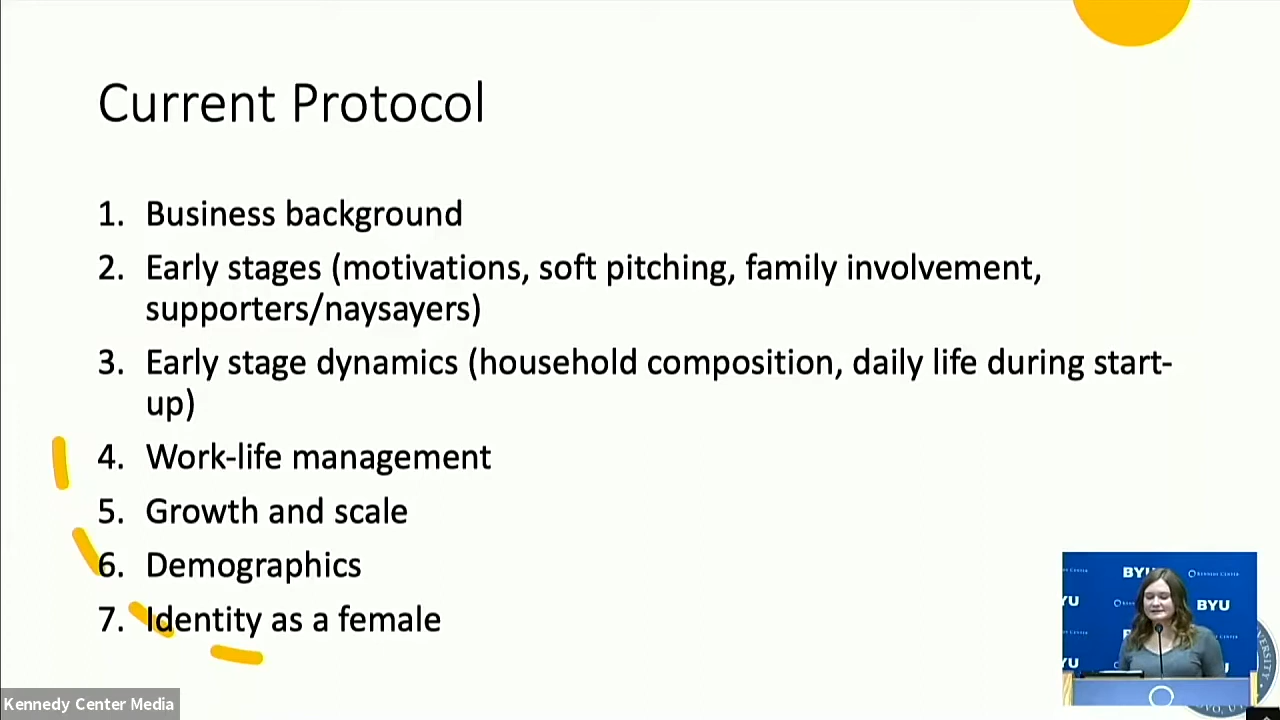 Current Protocol
1. Business background
2. Early stages (motivations, soft pitching, family involvement,
supporters/naysayers)
3. Early stage dynamics (household composition, daily life during start-
up)
4. Work-life management
5. Growth and scale
6. Demographics
7. Identity as a female
BYU
BYU
Kennedy Center Media